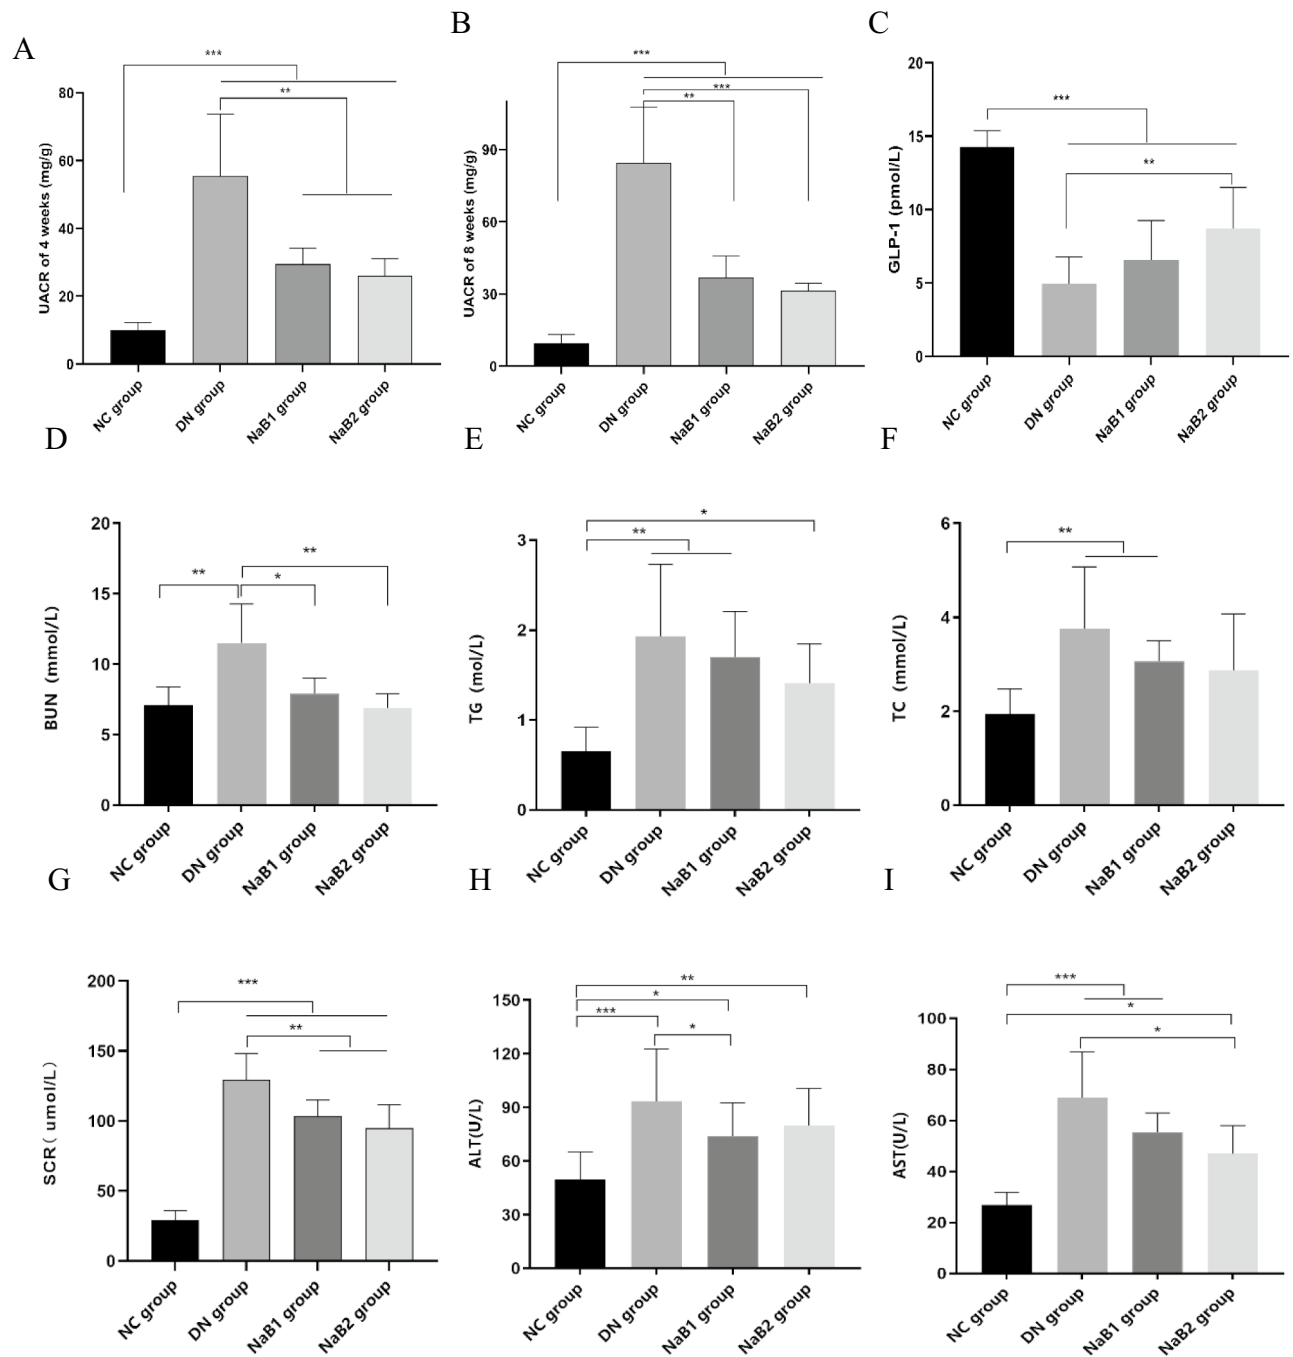 A
***
**
80
60
40
20
0
UACR of 4 weeks (mg/g)
NC group
DN group
NaB1 group
NaB2 group
B
***
***
**
90
60
30
0
UACR of 8 weeks (mg/g)
NC group
DN group
NaB1 group
NaB2 group
C
***
**
20
15
10
5
0
GLP-1 (pmol/L)
NC group
DN group
NaB1 group
NaB2 group
D
**
**
*
20
15
10
5
0
BUN (mmol/L)
NC group
DN group
NaB1 group
NaB2 group
E
*
**
3
2
1
0
TG (mol/L)
NC group
DN group
NaB1 group
NaB2 group
F
**
6
4
2
0
TC (mmol/L)
NC group
DN group
NaB1 group
NaB2 group
G
***
**
200
150
100
50
0
SCR( umol/L)
NC group
DN group
NaB1 group
NaB2 group
H
**
*
***
*
150
120
90
60
30
0
ALT(U/L)
NC group
DN group
NaB1 group
NaB2 group
I
***
*
*
100
80
60
40
20
0
AST(U/L)
NC group
DN group
NaB1 group
NaB2 group